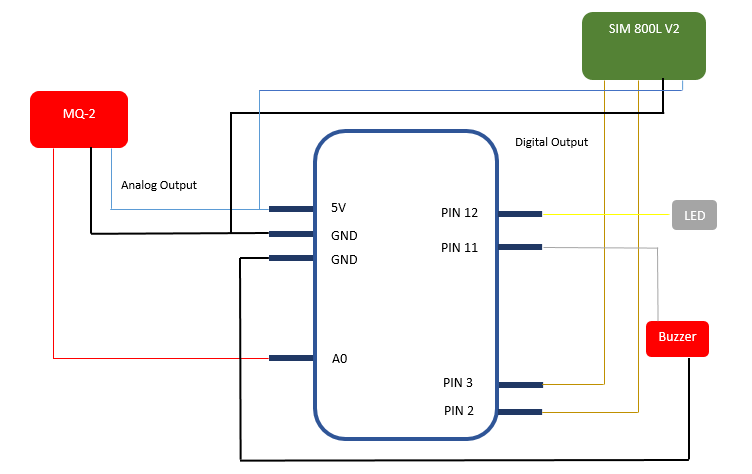 SIM 800L V2
MQ-2
Digital Output
Analog Output
5V
PIN 12
LED
GND
PIN 11
GND
Buzzer
A0
PIN 3
PIN 2